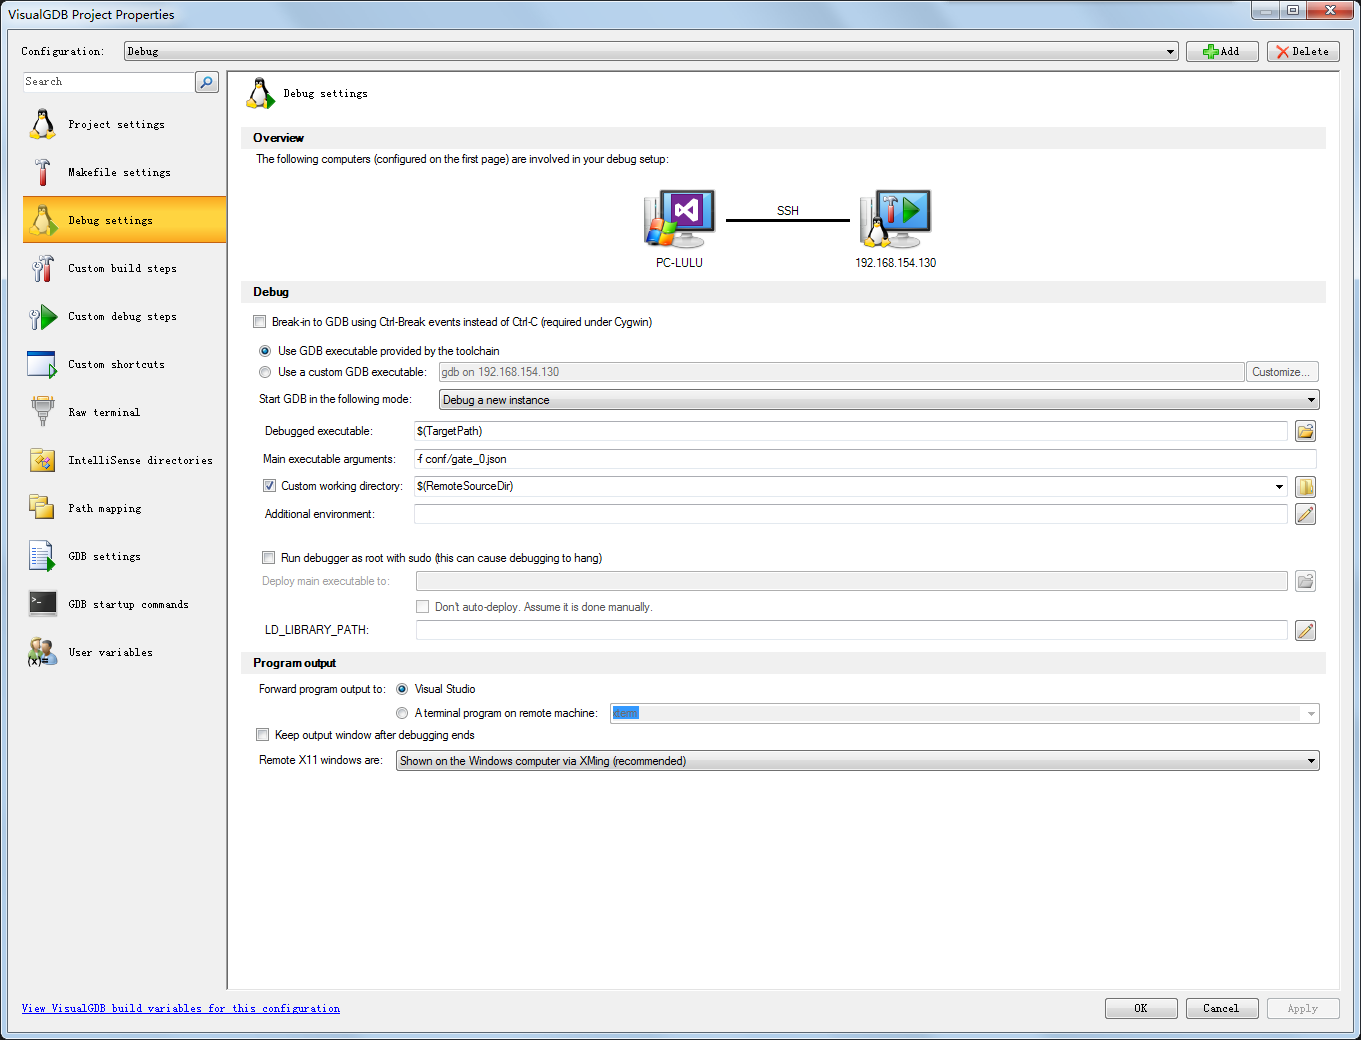 VisualGDB Project Properties
Configuration: Debug Add Delete
Search
Project settings
Makefile settings
Debug settings
Custom build steps
Custom debug steps
Custom shortcuts
Raw terminal
IntelliSense directories
Path mapping
GDB settings
GDB startup commands
User variables
Debug settings
Overview
The following computers (configured on the first page) are involved in your debug setup:
SSH
PC-LULU 192.168.154.130
Debug
Break-in to GDB using Ctrl-Break events instead of Ctrl-C (required under Cygwin)
Use GDB executable provided by the toolchain
Use a custom GDB executable: gdb on 192.168.154.130 Customize...
Start GDB in the following mode: Debug a new instance
Debugged executable: $(TargetPath)
Main executable arguments: -f conf/gate_0.json
Custom working directory: $(RemoteSourceDir)
Additional environment:
Run debugger as root with sudo (this can cause debugging to hang)
Deploy main executable to:
Don't auto-deploy. Assume it is done manually.
LD_LIBRARY_PATH:
Program output
Forward program output to: Visual Studio
A terminal program on remote machine: xterm
Keep output window after debugging ends
Remote X11 windows are: Shown on the Windows computer via XMing (recommended)
View VisualGDB build variables for this configuration
OK Cancel Apply